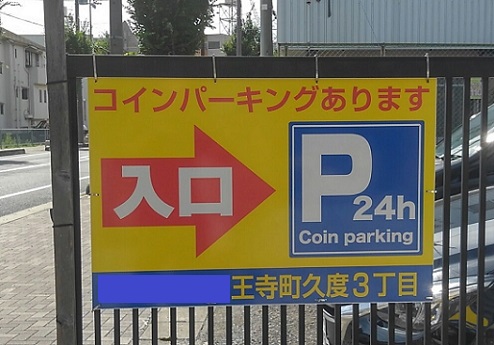 コインパーキングあります
入口
P
24h
Coin parking
王寺町久度3丁目